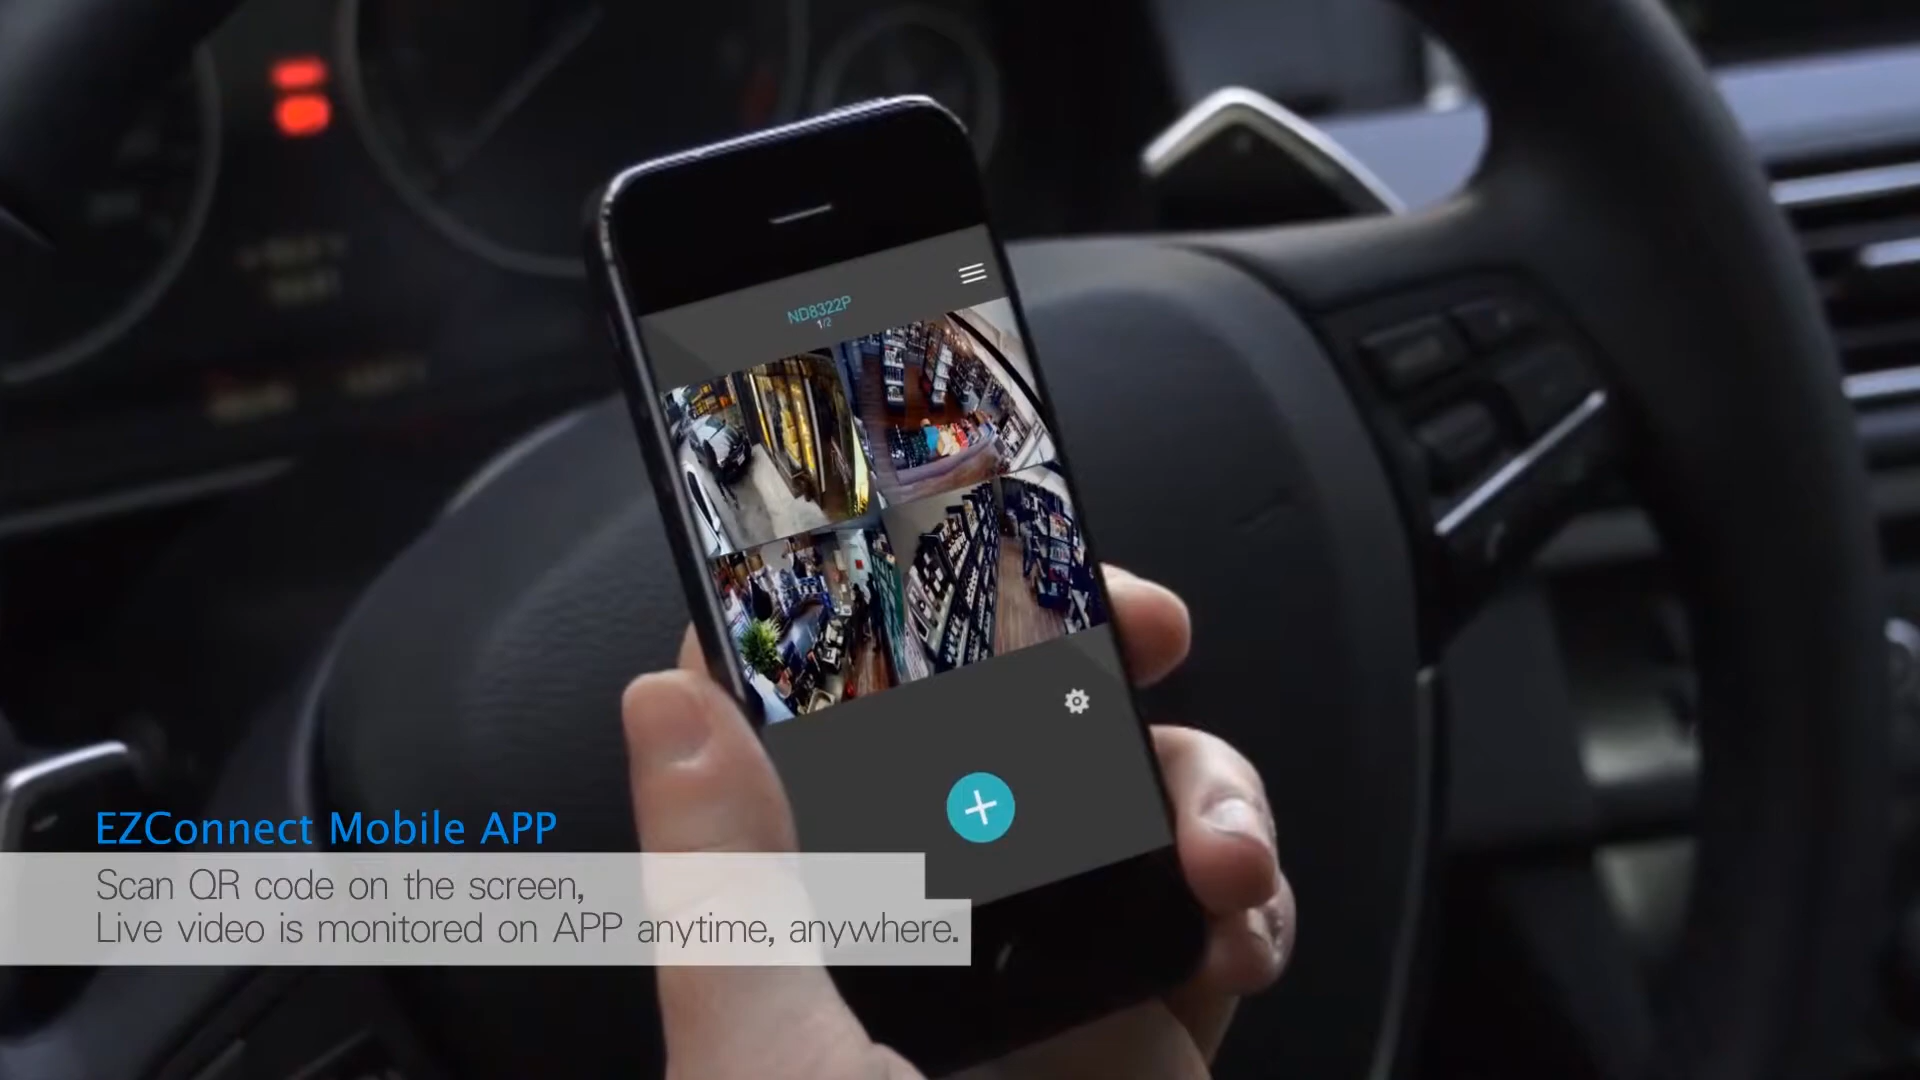 ND8322P
1/2
EZConnect Mobile APP
Scan QR code on the screen,
Live video is monitored on APP anytime, anywhere.